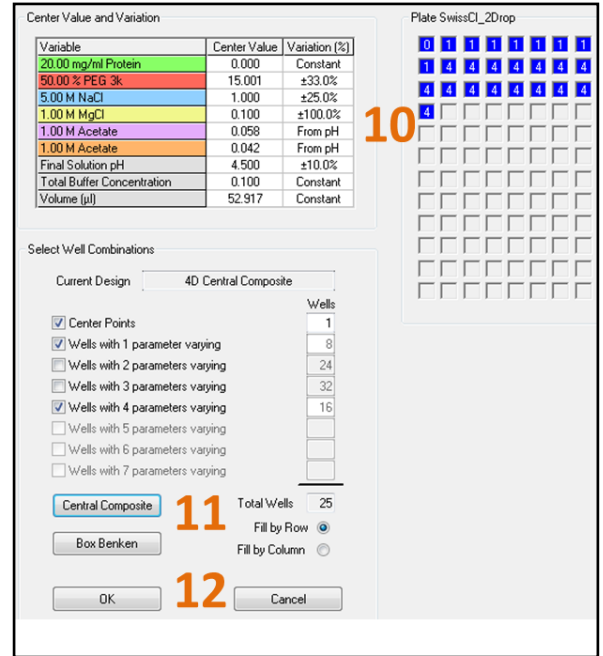 Center Value and Variation
Variable Center Value Variation (%)
20.00 mg/ml Protein 0.000 Constant
50.00 % PEG 3k 15.001 ±33.0%
5.00 M NaCl 1.000 ±25.0%
1.00 M MgCl 0.100 ±100.0%
1.00 M Acetate 0.058 From pH
1.00 M Acetate 0.042 From pH
Final Solution pH 4.500 ±10.0%
Total Buffer Concentration 0.100 Constant
Volume (µl) 52.917 Constant
10
Plate SwissCI_2Drop
0 1 1 1 1 1 1 1
1 4 4 4 4 4 4 4
4 4 4 4 4 4 4 4
4
Select Well Combinations
Current Design 4D Central Composite
Wells
Center Points 1
Wells with 1 parameter varying 8
Wells with 2 parameters varying 24
Wells with 3 parameters varying 32
Wells with 4 parameters varying 16
Wells with 5 parameters varying
Wells with 6 parameters varying
Wells with 7 parameters varying
Central Composite 11 Total Wells 25
Fill by Row
Box Benken Fill by Column
OK 12 Cancel